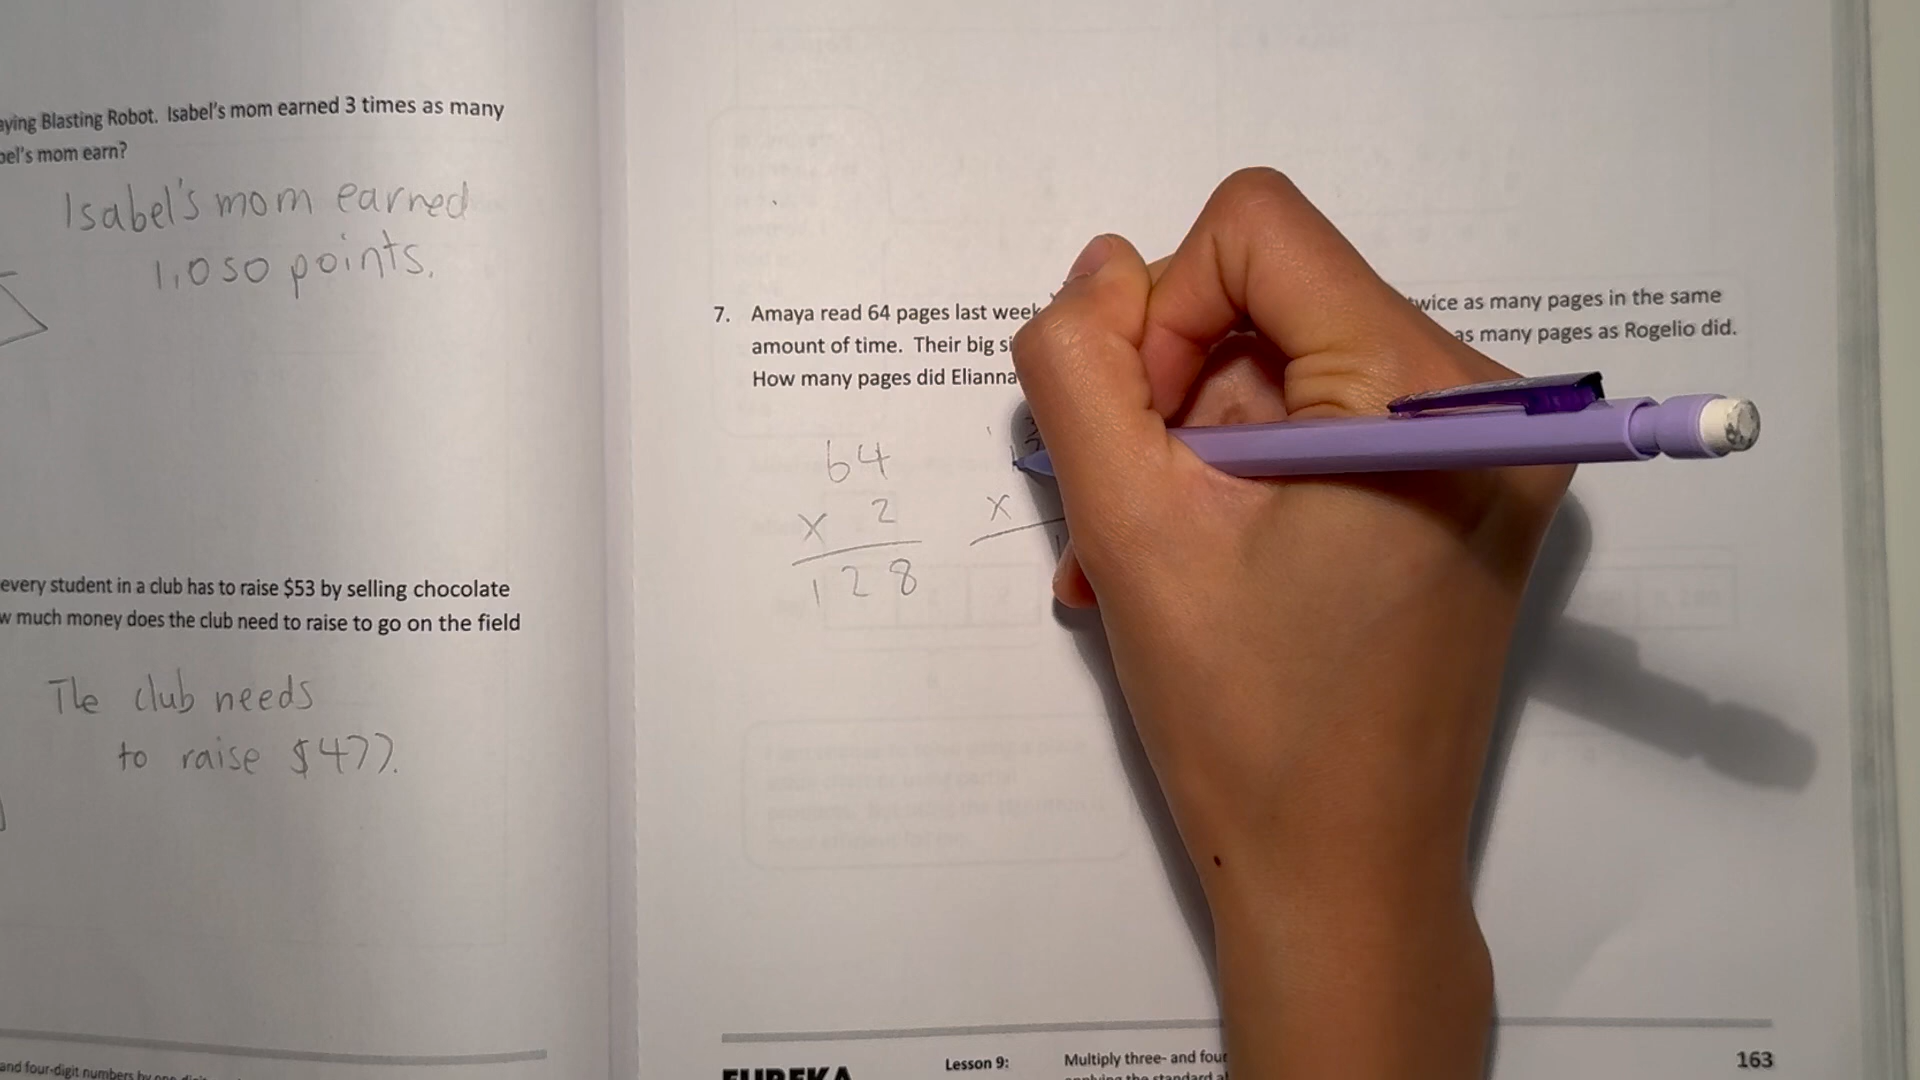 aying Blasting Robot. Isabel's mom earned 3 times as many
bel's mom earn?
Isabel's mom earned
1,050 points.
every student in a club has to raise $53 by selling chocolate
w much money does the club need to raise to go on the field
The club needs
to raise $477.
and four-digit numbers by one
7. Amaya read 64 pages last week twice as many pages in the same
amount of time. Their big si as many pages as Rogelio did.
How many pages did Elianna
64
x 2
128
x
EUREKA
Lesson 9: Multiply three- and four
applying the standard al
163